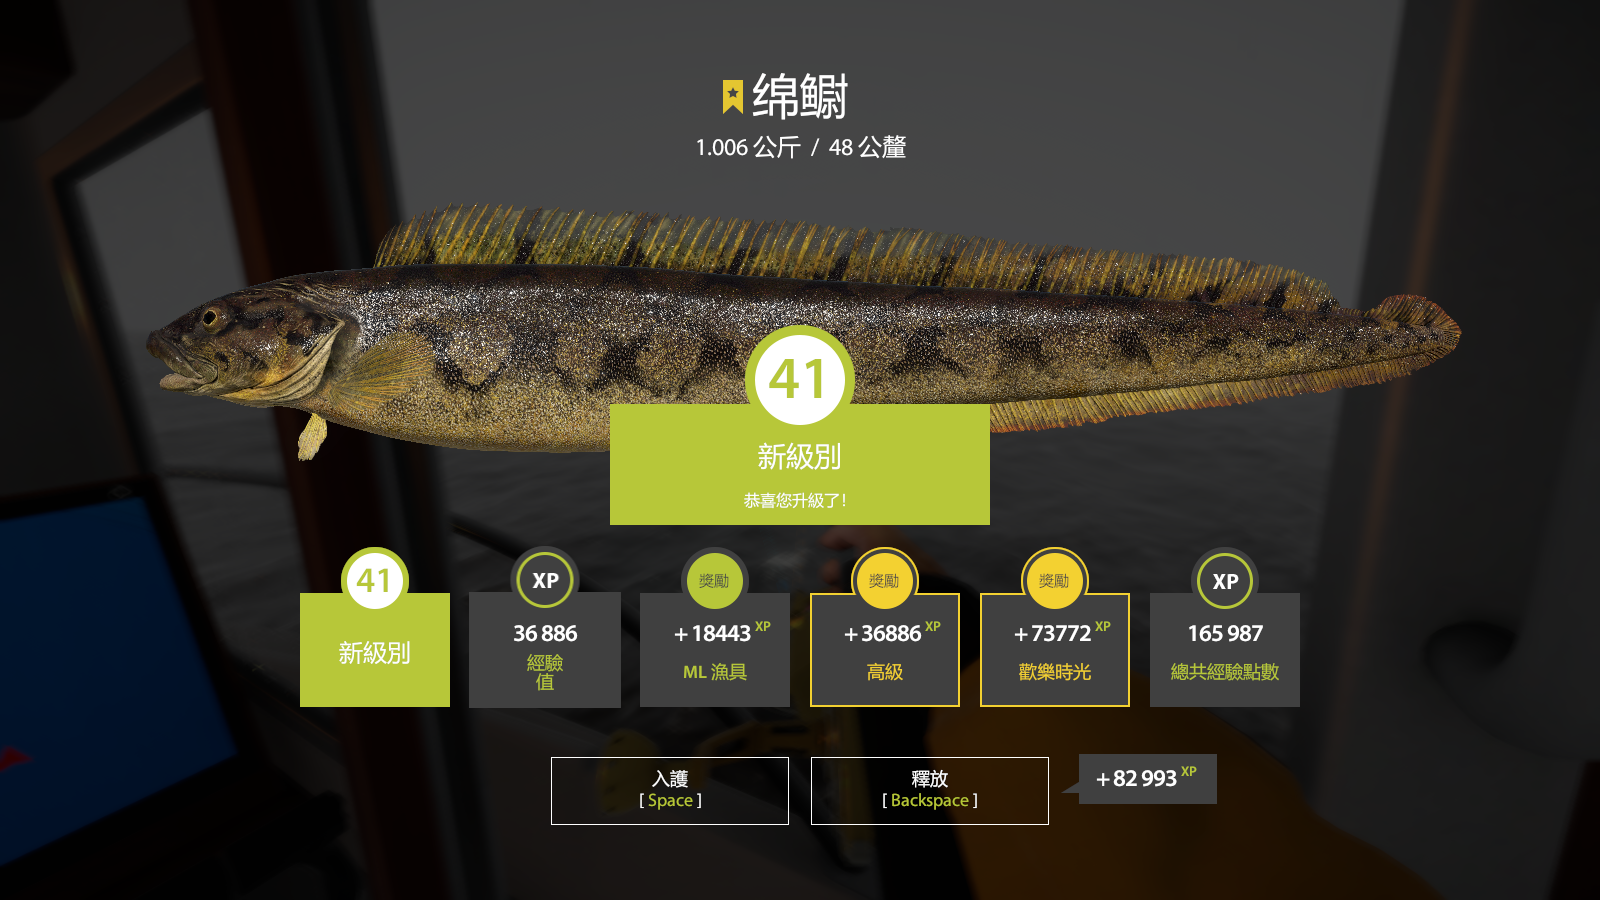 绵鳚
1.006 公斤 / 48 公釐
41
新級別
恭喜您升級了!
41
新級別
XP
36 886
經驗
值
獎勵
+18443 XP
ML 漁具
獎勵
+36886 XP
高級
獎勵
+73772 XP
歡樂時光
XP
165 987
總共經驗點數
入護
[ Space ]
釋放
[ Backspace ]
+82 993 XP